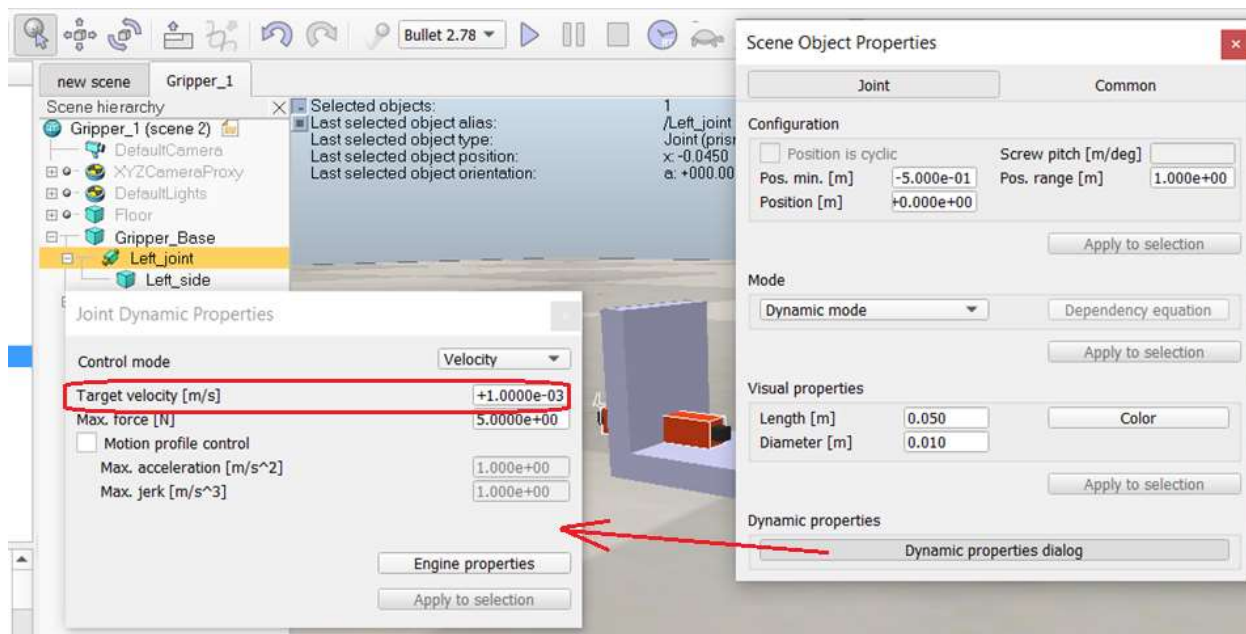 Bullet 2.78
new scene
Gripper_1
Scene hierarchy
Gripper_1 (scene 2)
DefaultCamera
XYZCameraProxy
DefaultLights
Floor
Gripper_Base
Left_joint
Left_side
Selected objects: 1
Last selected object alias: /Left_joint
Last selected object type: Joint (prisr
Last selected object position: x: -0.0450
Last selected object orientation: a: +000.00
Joint Dynamic Properties
Control mode Velocity
Target velocity [m/s] +1.0000e-03
Max. force [N] 5.0000e+00
Motion profile control
Max. acceleration [m/s^2] 1.000e+00
Max. jerk [m/s^3] 1.000e+00
Engine properties
Apply to selection
Scene Object Properties
Joint Common
Configuration
Position is cyclic Screw pitch [m/deg]
Pos. min. [m] -5.000e-01 Pos. range [m] 1.000e+00
Position [m] +0.000e+00
Apply to selection
Mode
Dynamic mode Dependency equation
Apply to selection
Visual properties
Length [m] 0.050 Color
Diameter [m] 0.010
Apply to selection
Dynamic properties
Dynamic properties dialog